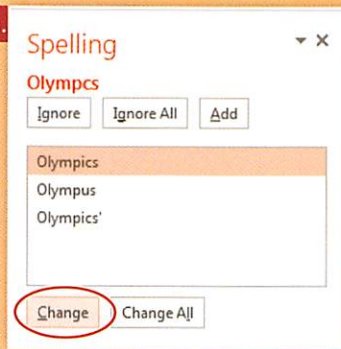 Spelling
Olympcs
Ignore Ignore All Add
Olympics
Olympus
Olympics'
Change Change All